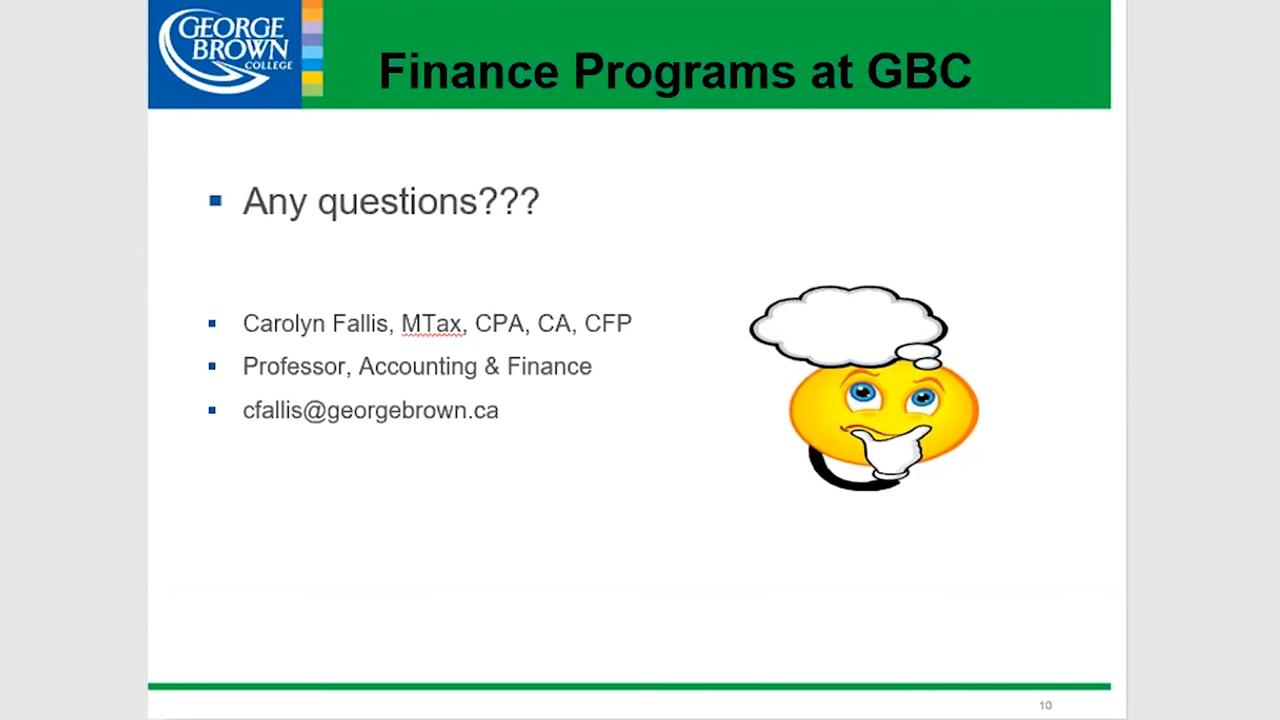 GEORGE
BROWN
COLLEGE
Finance Programs at GBC
Any questions???
Carolyn Fallis, MTax, CPA, CA, CFP
Professor, Accounting & Finance
cfallis@georgebrown.ca
10